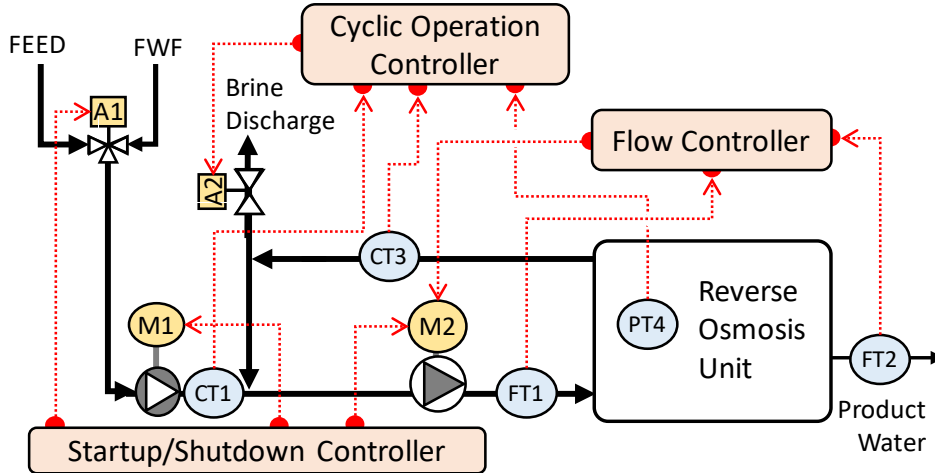 Cyclic Operation
Controller
FEED
FWF
Brine
Discharge
A1
Flow Controller
A2
CT3
M1
M2
PT4
Reverse
Osmosis
Unit
CT1
FT1
FT2
Product
Water
Startup/Shutdown Controller